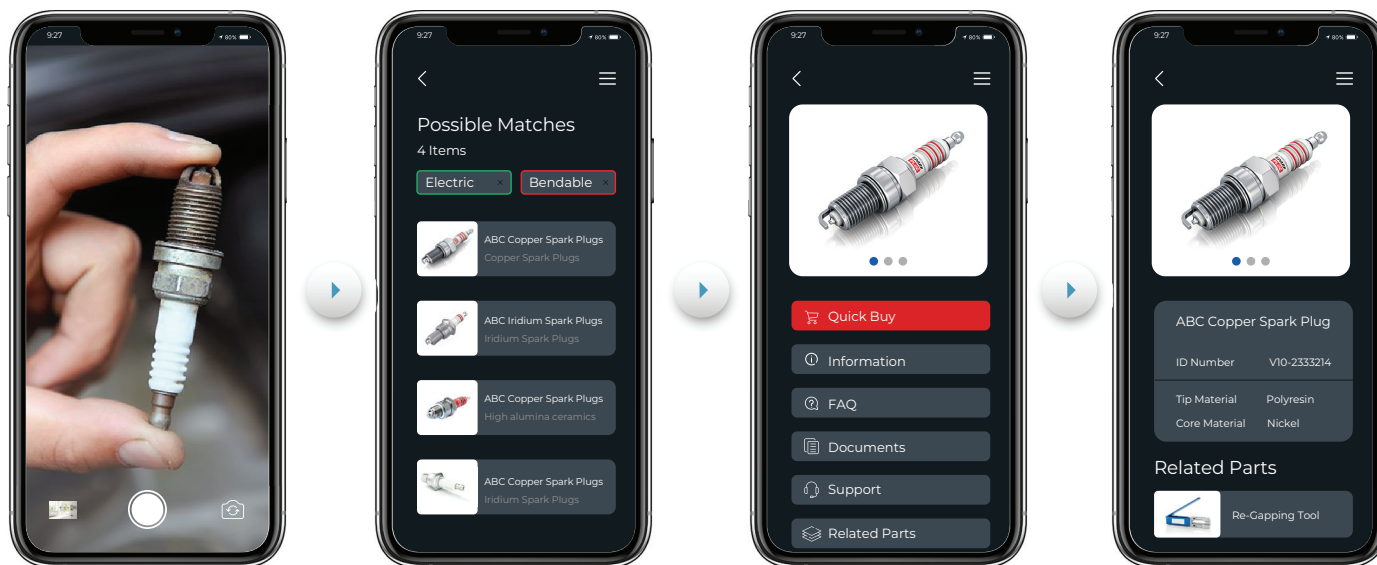 9:27
80%
9:27
80%
Possible Matches
4 Items
Electric ×
Bendable ×
ABC Copper Spark Plugs
Copper Spark Plugs
ABC Iridium Spark Plugs
Iridium Spark Plugs
ABC Copper Spark Plugs
High alumina ceramics
ABC Copper Spark Plugs
Iridium Spark Plugs
9:27
80%
Quick Buy
Information
FAQ
Documents
Support
Related Parts
9:27
80%
ABC Copper Spark Plug
ID Number V10-2333214
Tip Material Polyresin
Core Material Nickel
Related Parts
Re-Gapping Tool